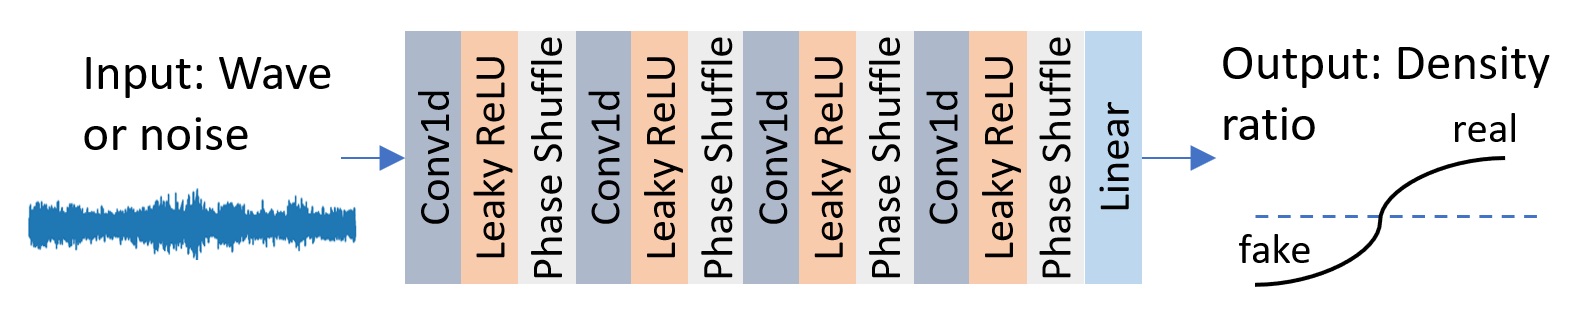 Input: Wave
or noise
Conv1d
Leaky ReLU
Phase Shuffle
Conv1d
Leaky ReLU
Phase Shuffle
Conv1d
Leaky ReLU
Phase Shuffle
Conv1d
Leaky ReLU
Phase Shuffle
Linear
Output: Density
ratio
real
fake